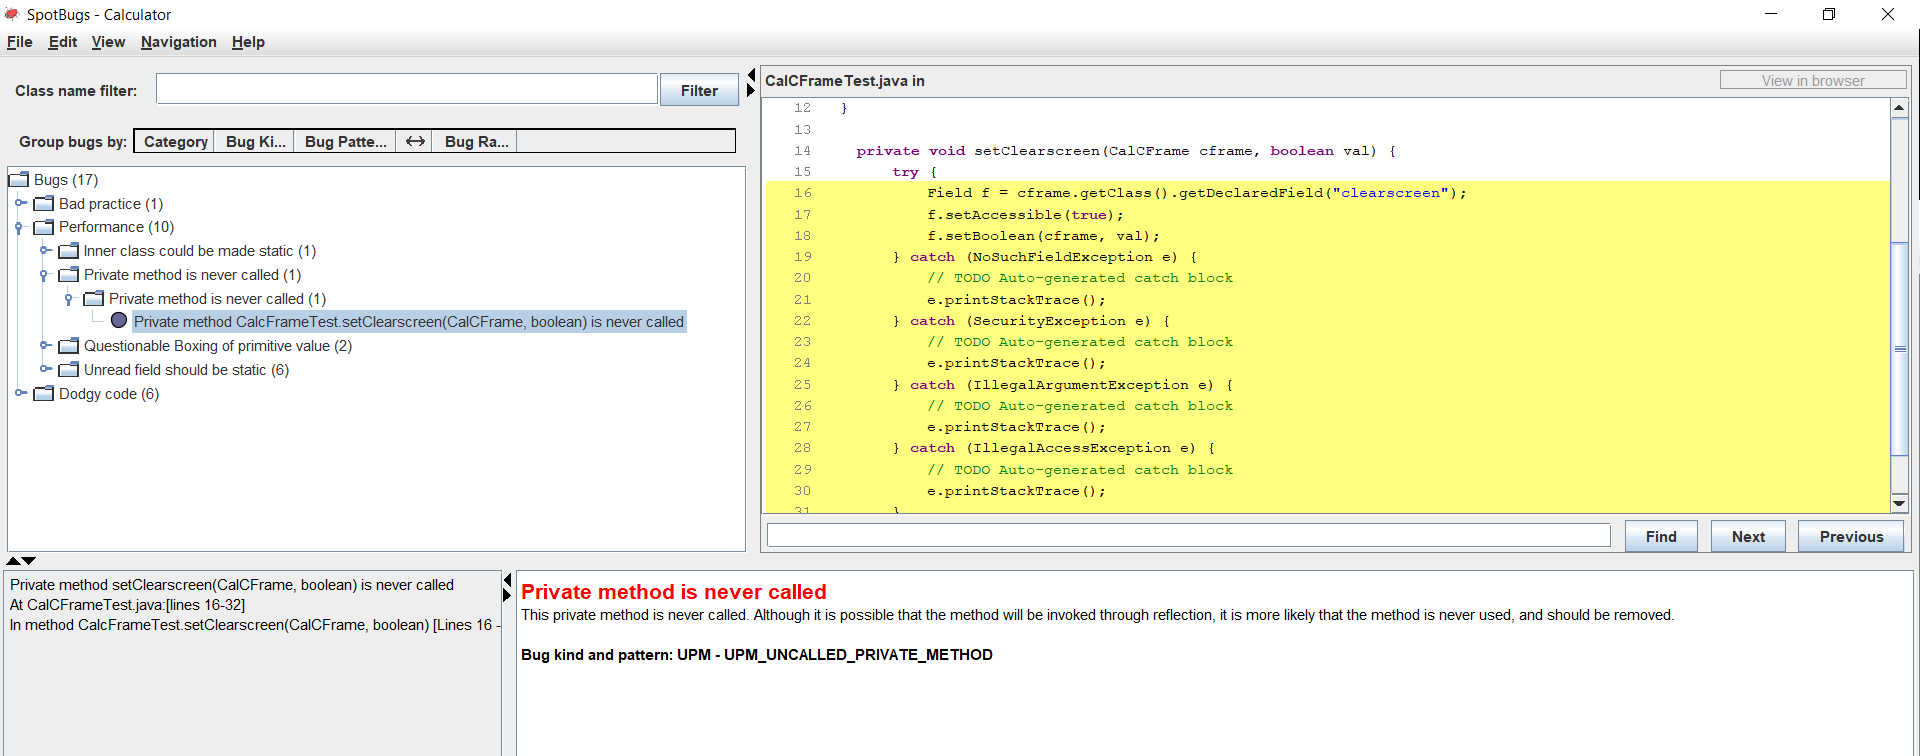 SpotBugs - Calculator
File Edit View Navigation Help
Class name filter:
Filter
Group bugs by: Category Bug Ki... Bug Patte... Bug Ra...
Bugs (17)
Bad practice (1)
Performance (10)
Inner class could be made static (1)
Private method is never called (1)
Private method is never called (1)
Private method CalcFrameTest.setClearscreen(CalCFrame, boolean) is never called
Questionable Boxing of primitive value (2)
Unread field should be static (6)
Dodgy code (6)
CalCFrameTest.java in
View in browser
12 }
13
14 private void setClearscreen(CalCFrame cframe, boolean val) {
15 try {
16 Field f = cframe.getClass().getDeclaredField("clearscreen");
17 f.setAccessible(true);
18 f.setBoolean(cframe, val);
19 } catch (NoSuchFieldException e) {
20 // TODO Auto-generated catch block
21 e.printStackTrace();
22 } catch (SecurityException e) {
23 // TODO Auto-generated catch block
24 e.printStackTrace();
25 } catch (IllegalArgumentException e) {
26 // TODO Auto-generated catch block
27 e.printStackTrace();
28 } catch (IllegalAccessException e) {
29 // TODO Auto-generated catch block
30 e.printStackTrace();
31 }
Find Next Previous
Private method setClearscreen(CalCFrame, boolean) is never called
At CalCFrameTest.java:[lines 16-32]
In method CalcFrameTest.setClearscreen(CalCFrame, boolean) [Lines 16 -
Private method is never called
This private method is never called. Although it is possible that the method will be invoked through reflection, it is more likely that the method is never used, and should be removed.
Bug kind and pattern: UPM - UPM_UNCALLED_PRIVATE_METHOD